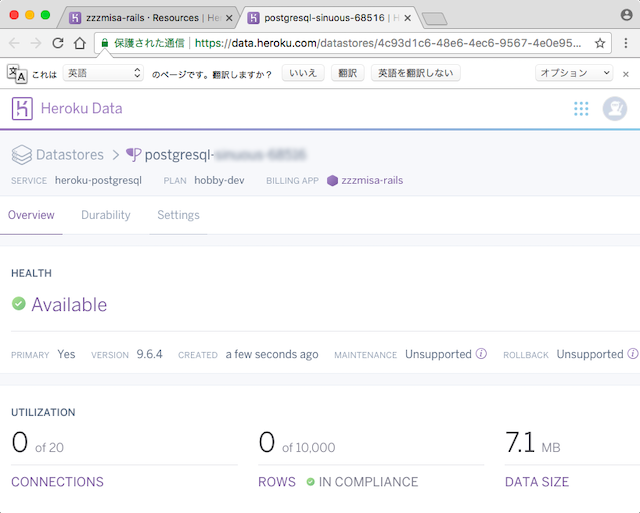 zzzmisa-rails · Resources | He
postgresql-sinuous-68516 | H
保護された通信 | https://data.heroku.com/datastores/4c93d1c6-48e6-4ec6-9567-4e0e95...
これは 英語 のページです。翻訳しますか? いいえ 翻訳 英語を翻訳しない オプション
Heroku Data
Datastores > postgresql-
SERVICE heroku-postgresql PLAN hobby-dev BILLING APP zzzmisa-rails
Overview Durability Settings
HEALTH
Available
PRIMARY Yes VERSION 9.6.4 CREATED a few seconds ago MAINTENANCE Unsupported ROLLBACK Unsupported
UTILIZATION
0 of 20 0 of 10,000 7.1 MB
CONNECTIONS ROWS IN COMPLIANCE DATA SIZE